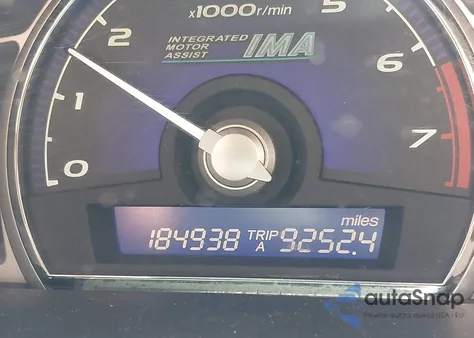 x1000r/min
2
5
INTEGRATED
MOTOR
ASSIST
IMA
6
1
7
0
miles
184938 TRIP A 9252.4
autoSnap